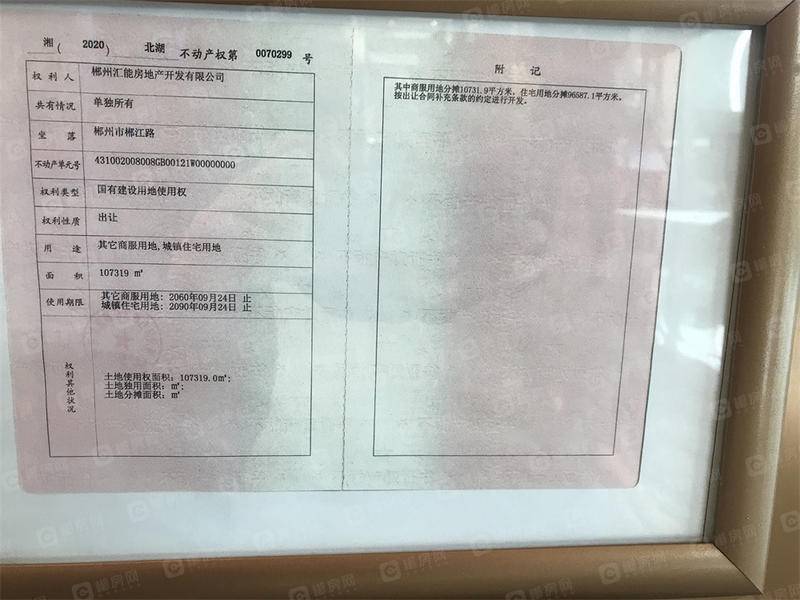 湘( 2020) 北湖 不动产权第 0070299 号
权利人 郴州汇能房地产开发有限公司
共有情况 单独所有
坐落 郴州市郴江路
不动产单元号 431002008008GB00121W00000000
权利类型 国有建设用地使用权
权利性质 出让
用途 其它商服用地,城镇住宅用地
面积 107319 ㎡
使用期限 其它商服用地: 2060年09月24日 止
城镇住宅用地: 2090年09月24日 止
权利其他状况
土地使用权面积: 107319.0㎡;
土地独用面积: ㎡;
土地分摊面积: ㎡
附记
其中商服用地分摊10731.9平方米, 住宅用地分摊96587.1平方米。
按出让合同补充条款的约定进行开发。
郴房网